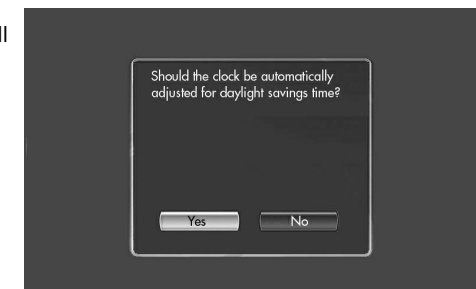 Should the clock be automatically
adjusted for daylight savings time?
Yes
No